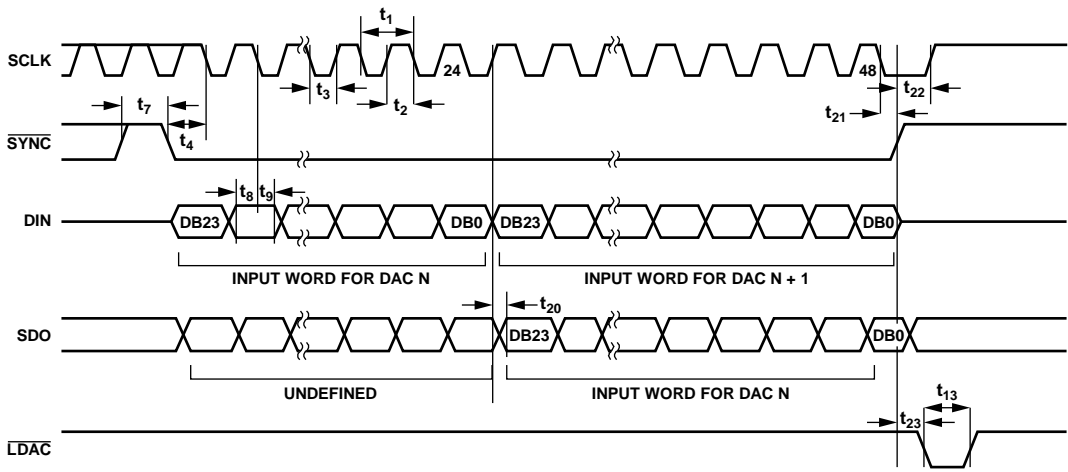 t1
SCLK
24
48
t3
t2
t22
t7
t21
t4
SYNC
t8 t9
DIN
DB23 DB0 DB23 DB0
INPUT WORD FOR DAC N INPUT WORD FOR DAC N + 1
t20
SDO
DB23 DB0
UNDEFINED INPUT WORD FOR DAC N
t13
t23
LDAC